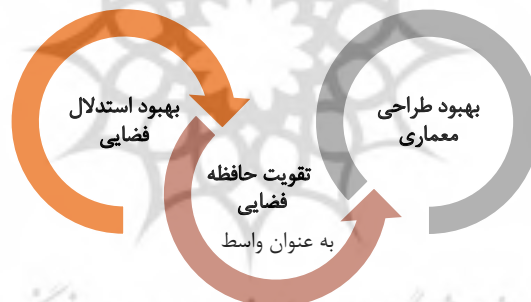 بهبود استدلال
فضایی
تقویت حافظه
فضایی
به عنوان واسط
بهبود طراحی
معماری